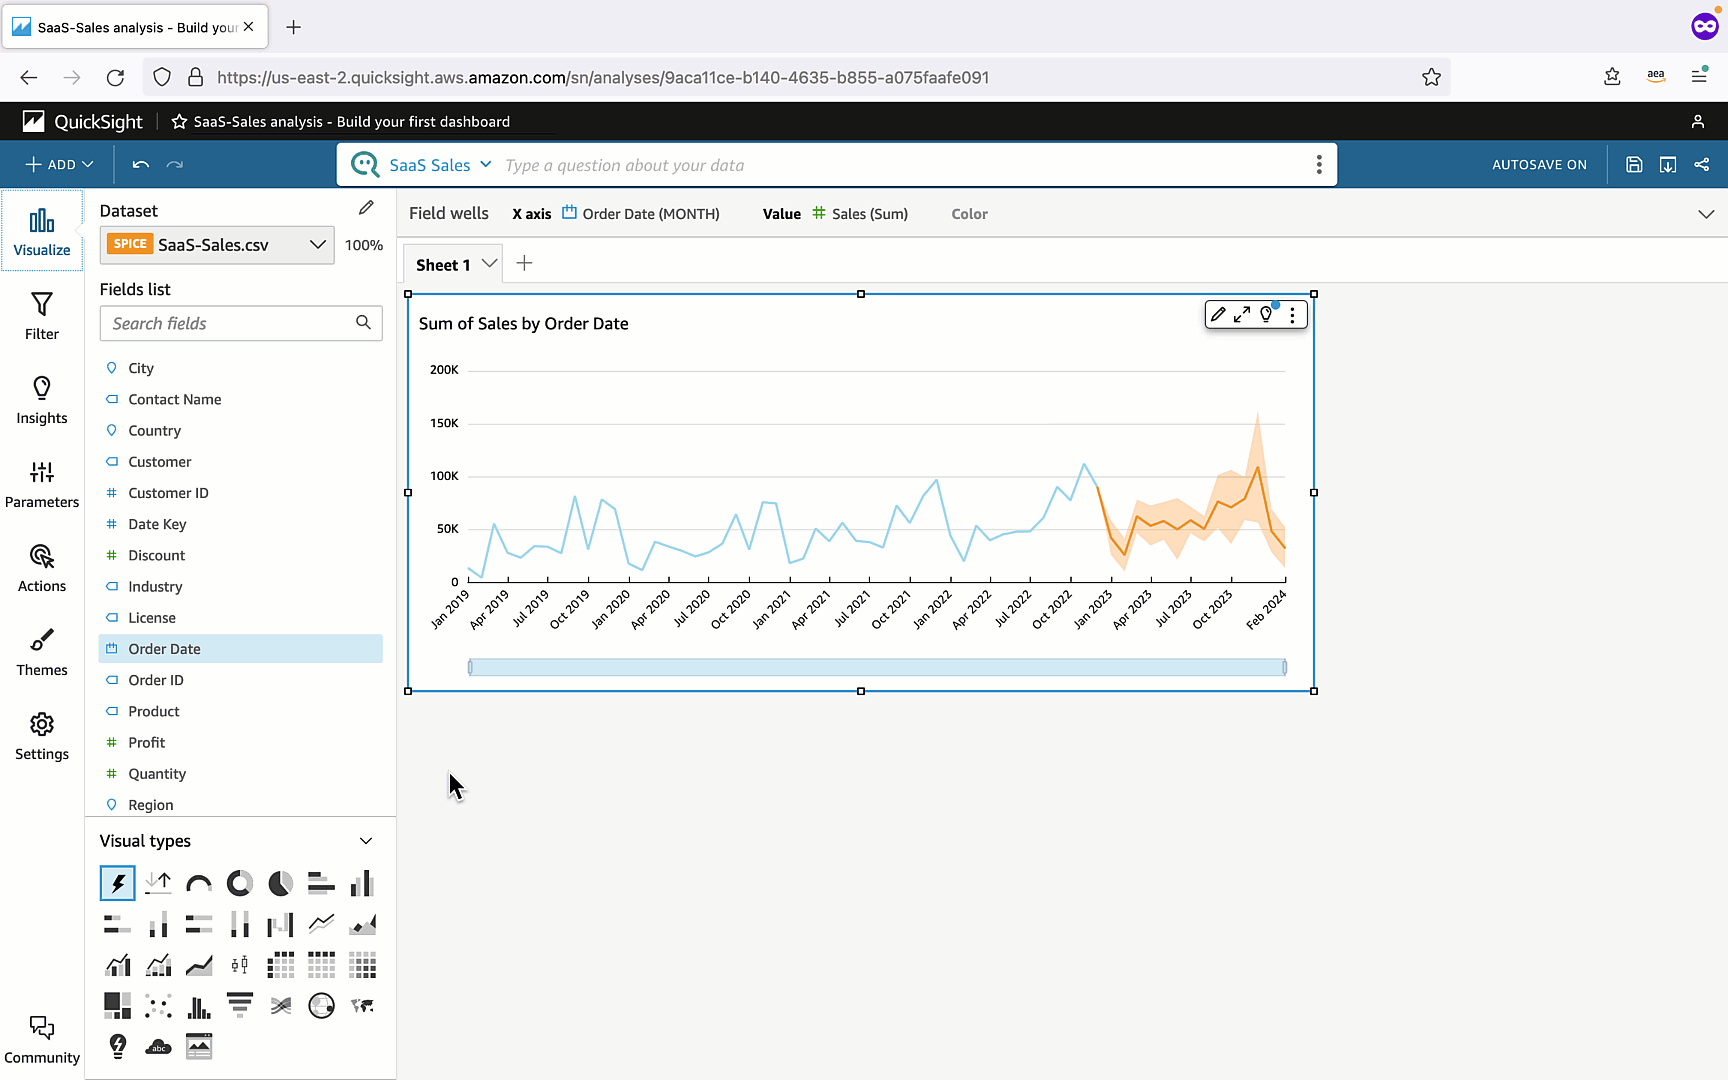 SaaS-Sales analysis - Build your
https://us-east-2.quicksight.aws.amazon.com/sn/analyses/9aca11ce-b140-4635-b855-a075faafe091
aea
QuickSight
SaaS-Sales analysis - Build your first dashboard
ADD
SaaS Sales
Type a question about your data
AUTOSAVE ON
Visualize
Filter
Insights
Parameters
Actions
Themes
Settings
Community
Dataset
SPICE SaaS-Sales.csv 100%
Fields list
Search fields
City
Contact Name
Country
Customer
Customer ID
Date Key
Discount
Industry
License
Order Date
Order ID
Product
Profit
Quantity
Region
Visual types
abc
Field wells X axis Order Date (MONTH) Value Sales (Sum) Color
Sheet 1
Sum of Sales by Order Date
200K
150K
100K
50K
0
Jan 2019
Apr 2019
Jul 2019
Oct 2019
Jan 2020
Apr 2020
Jul 2020
Oct 2020
Jan 2021
Apr 2021
Jul 2021
Oct 2021
Jan 2022
Apr 2022
Jul 2022
Oct 2022
Jan 2023
Apr 2023
Jul 2023
Oct 2023
Feb 2024